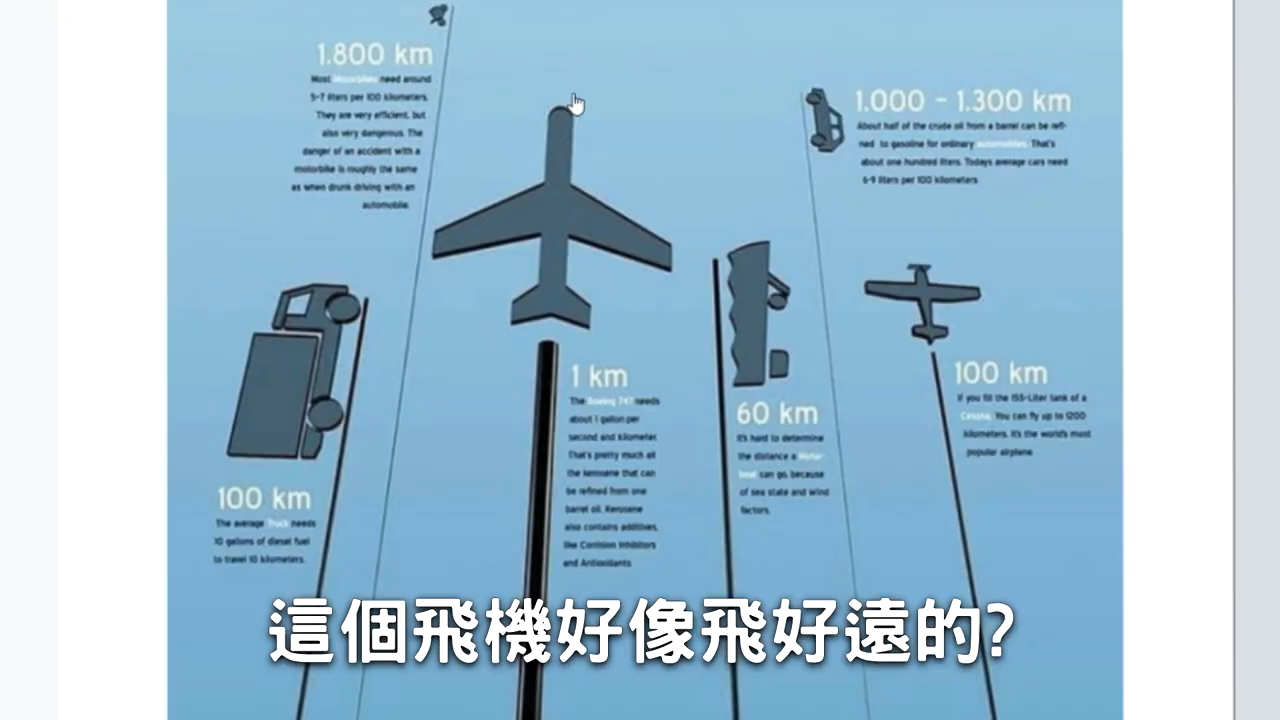 1.800 km
Most Motorbikes need around
5-7 liters per 100 kilometers.
They are very efficient, but
also very dangerous. The
danger of an accident with a
motorbike is roughly the same
as when drunk driving with an
automobile.
1.000 - 1.300 km
About half of the crude oil from a barrel can be refi-
ned to gasoline for ordinary automobiles. That's
about one hundred liters. Todays average cars need
6-9 liters per 100 kilometers
1 km
The Boeing 747 needs
about 1 gallon per
second and kilometer.
That's pretty much all
the kerosene that can
be refined from one
barrel oil. Kerosene
also contains additives,
like Corrision Inhibitors
and Antioxidants.
60 km
It's hard to determine
the distance a Motor-
boat can go, because
of sea state and wind
factors.
100 km
If you fill the 155-Liter tank of a
Cessna, You can fly up to 1200
kilometers. It's the world's most
popular airplane.
100 km
The average Truck needs
10 gallons of diesel fuel
to travel 10 kilometers.
這個飛機好像飛好遠的?